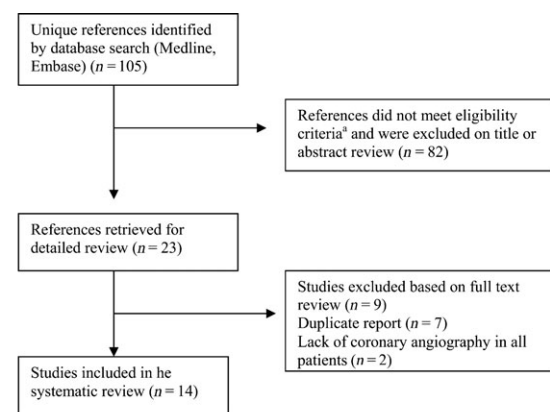 Unique references identified
by database search (Medline,
Embase) (n = 105)
References did not meet eligibility
criteriaª and were excluded on title or
abstract review (n = 82)
References retrieved for
detailed review (n = 23)
Studies excluded based on full text
review (n = 9)
Duplicate report (n = 7)
Lack of coronary angiography in all
patients (n = 2)
Studies included in he
systematic review (n = 14)